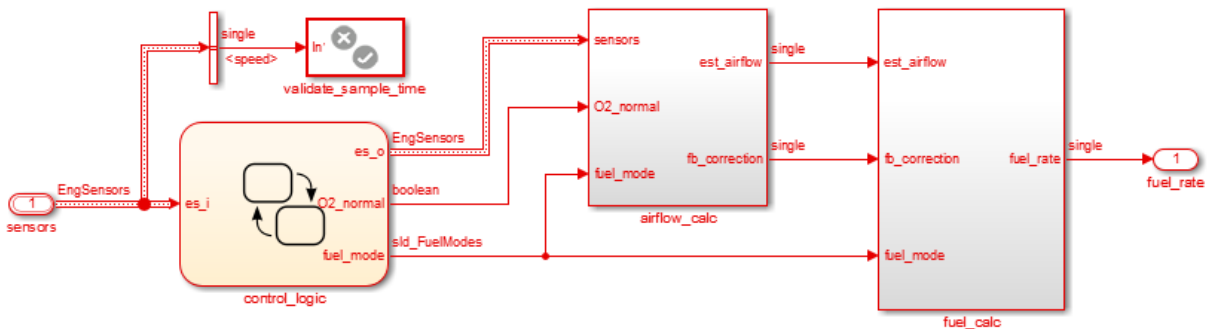 single
<speed>
In
validate_sample_time
sensors
est_airflow
single
est_airflow
O2_normal
EngSensors
es_o
single
fb_correction
fb_correction
fuel_rate
single
1
fuel_rate
boolean
O2_normal
fuel_mode
airflow_calc
EngSensors
1
sensors
es_i
sld_FuelModes
fuel_mode
fuel_mode
control_logic
fuel_calc